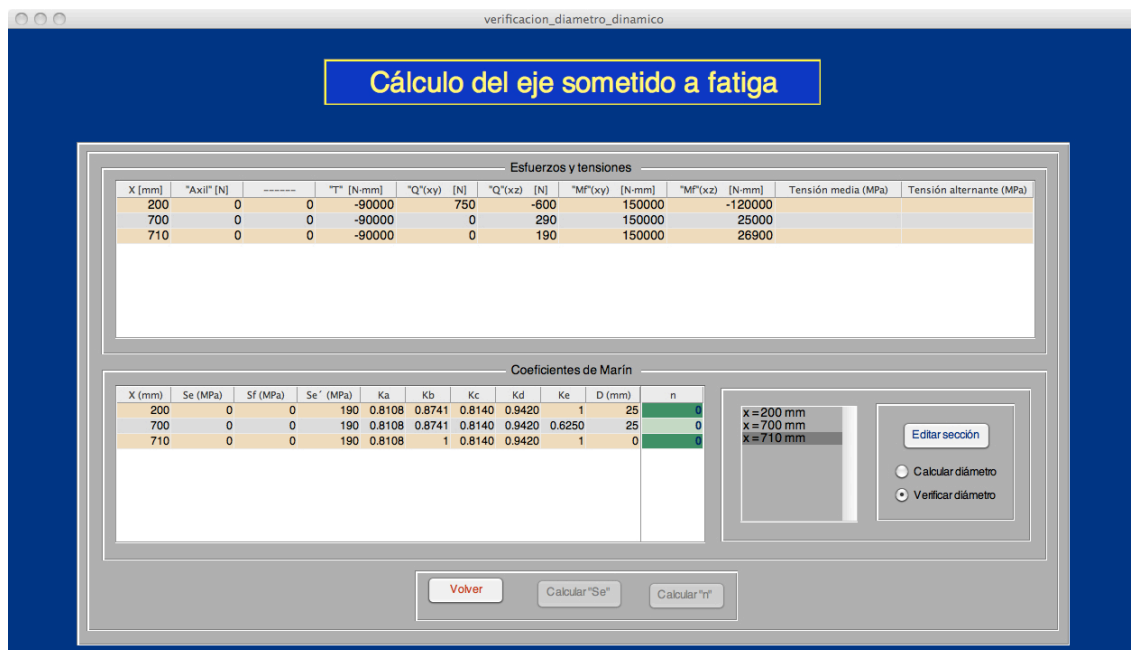 verificacion_diametro_dinamico
Cálculo del eje sometido a fatiga
Esfuerzos y tensiones
X [mm] "Axil" [N] ------ "T" [N·mm] "Q"(xy) [N] "Q"(xz) [N] "Mf"(xy) [N·mm] "Mf"(xz) [N·mm] Tensión media (MPa) Tensión alternante (MPa)
200 0 0 -90000 750 -600 150000 -120000
700 0 0 -90000 0 290 150000 25000
710 0 0 -90000 0 190 150000 26900
Coeficientes de Marín
X (mm) Se (MPa) Sf (MPa) Se´ (MPa) Ka Kb Kc Kd Ke D (mm) n
200 0 0 190 0.8108 0.8741 0.8140 0.9420 1 25 0
700 0 0 190 0.8108 0.8741 0.8140 0.9420 0.6250 25 0
710 0 0 190 0.8108 1 0.8140 0.9420 1 0 0
x=200 mm
x=700 mm
x=710 mm
Editar sección
Calcular diámetro
Verificar diámetro
Volver
Calcular "Se"
Calcular "n"